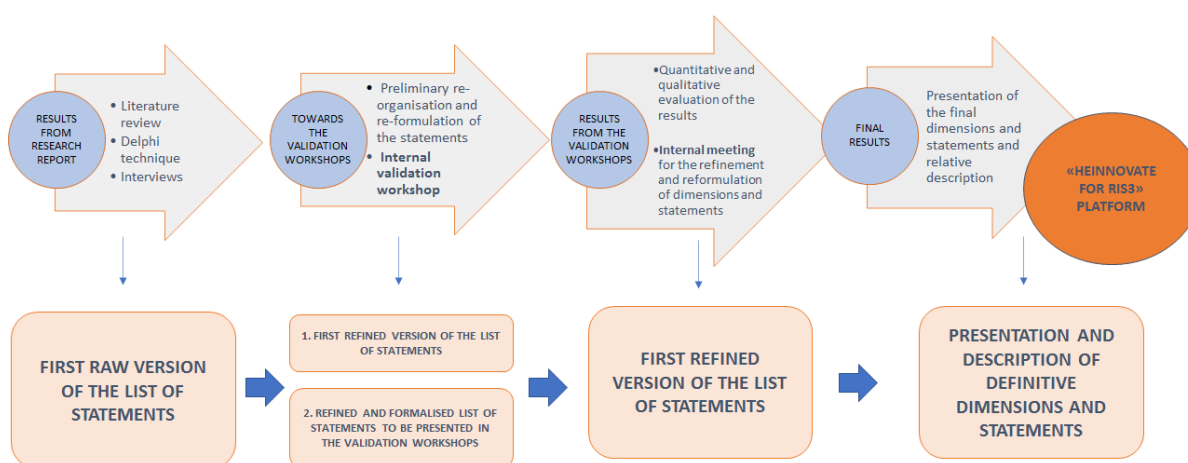 RESULTS
FROM
RESEARCH
REPORT
• Literature
review
• Delphi
technique
• Interviews
TOWARDS
THE
VALIDATION
WORKSHOPS
• Preliminary re-
organisation and
re-formulation of
the statements
• Internal
validation
workshop
RESULTS
FROM THE
VALIDATION
WORKSHOPS
•Quantitative and
qualitative
evaluation of the
results
•Internal meeting
for the refinement
and reformulation
of dimensions and
statements
FINAL
RESULTS
Presentation of
the final
dimensions and
statements and
relative
description
«HEINNOVATE
FOR RIS3»
PLATFORM
FIRST RAW VERSION
OF THE LIST OF
STATEMENTS
1. FIRST REFINED VERSION OF THE LIST
OF STATEMENTS
2. REFINED AND FORMALISED LIST OF
STATEMENTS TO BE PRESENTED IN
THE VALIDATION WORKSHOPS
FIRST REFINED
VERSION OF THE LIST
OF STATEMENTS
PRESENTATION AND
DESCRIPTION OF
DEFINITIVE
DIMENSIONS AND
STATEMENTS